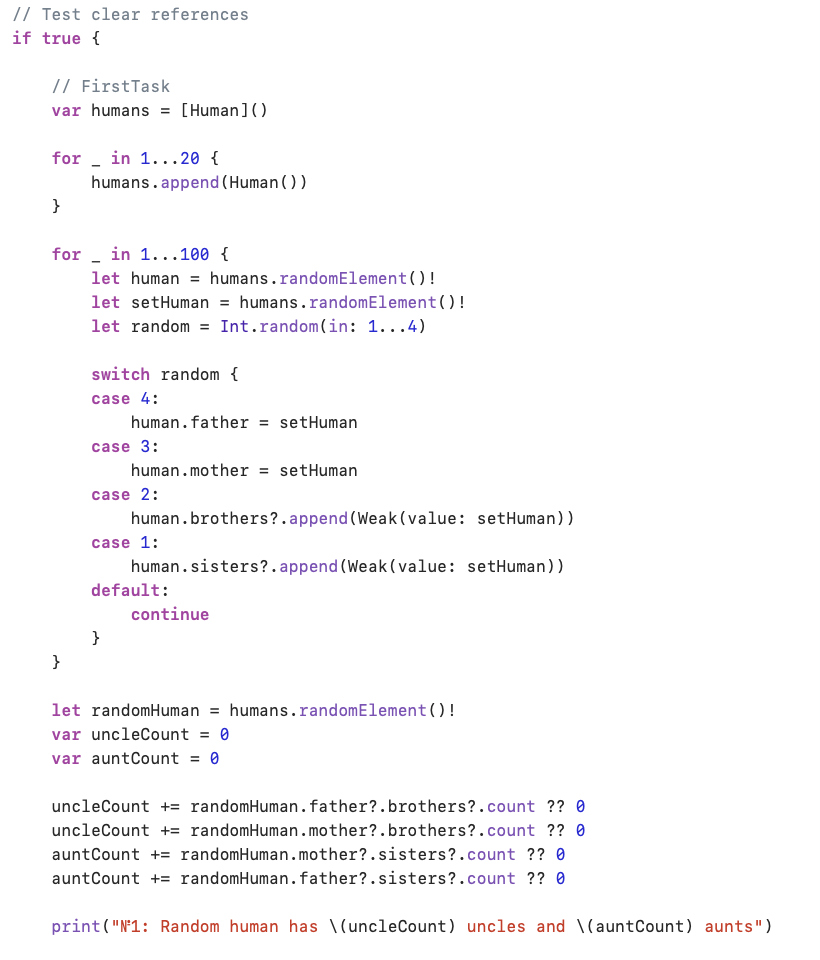 // Test clear references
if true {
    // FirstTask
    var humans = [Human]()
    for _ in 1...20 {
        humans.append(Human())
    }
    for _ in 1...100 {
        let human = humans.randomElement()!
        let setHuman = humans.randomElement()!
        let random = Int.random(in: 1...4)
        switch random {
        case 4:
            human.father = setHuman
        case 3:
            human.mother = setHuman
        case 2:
            human.brothers?.append(Weak(value: setHuman))
        case 1:
            human.sisters?.append(Weak(value: setHuman))
        default:
            continue
        }
    }
    let randomHuman = humans.randomElement()!
    var uncleCount = 0
    var auntCount = 0
    uncleCount += randomHuman.father?.brothers?.count ?? 0
    uncleCount += randomHuman.mother?.brothers?.count ?? 0
    auntCount += randomHuman.mother?.sisters?.count ?? 0
    auntCount += randomHuman.father?.sisters?.count ?? 0
    print("№1: Random human has \(uncleCount) uncles and \(auntCount) aunts")